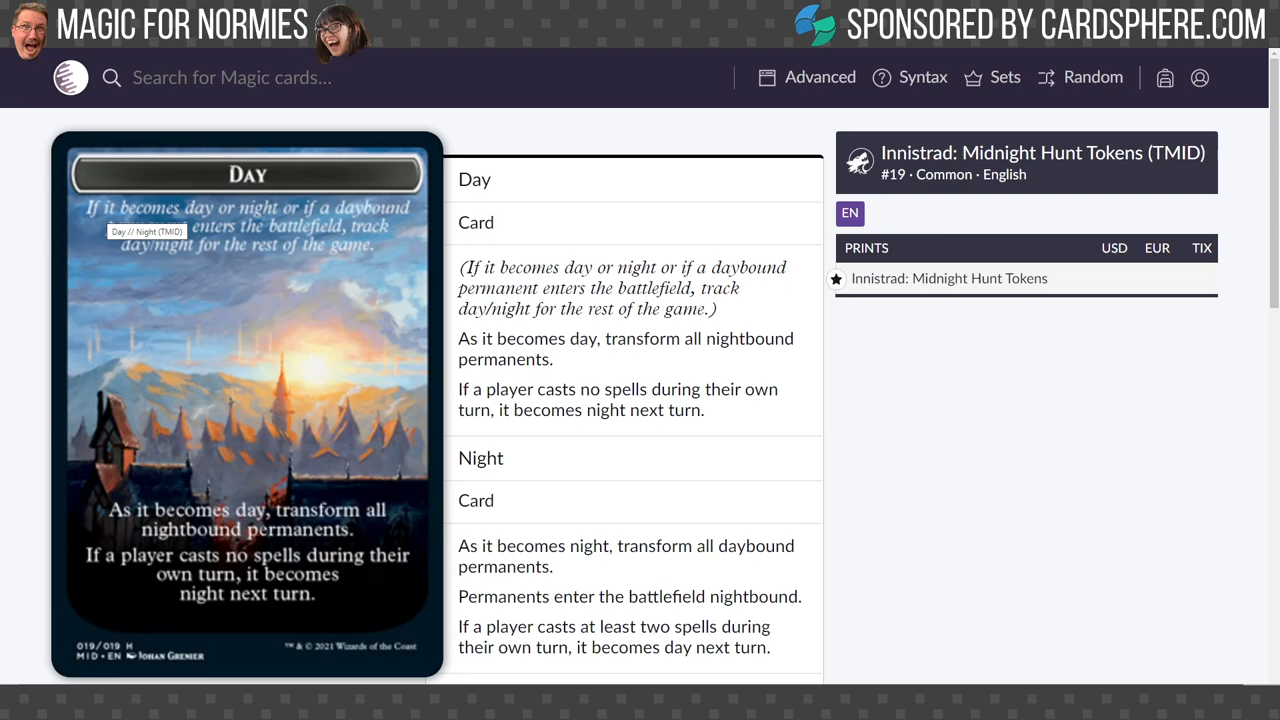 MAGIC FOR NORMIES
SPONSORED BY CARDSPHERE.COM
Search for Magic cards...
Advanced
Syntax
Sets
Random
DAY
If it becomes day or night or if a daybound
enters the battlefield, track
day/night for the rest of the game.
Day // Night (TMID)
As it becomes day, transform all
nightbound permanents.
If a player casts no spells during their
own turn, it becomes
night next turn.
019/019 H
MID • EN JOHAN GRENIER
™ & © 2021 Wizards of the Coast
Day
Card
(If it becomes day or night or if a daybound
permanent enters the battlefield, track
day/night for the rest of the game.)
As it becomes day, transform all nightbound
permanents.
If a player casts no spells during their own
turn, it becomes night next turn.
Night
Card
As it becomes night, transform all daybound
permanents.
Permanents enter the battlefield nightbound.
If a player casts at least two spells during
their own turn, it becomes day next turn.
Innistrad: Midnight Hunt Tokens (TMID)
#19 · Common · English
EN
PRINTS USD EUR TIX
Innistrad: Midnight Hunt Tokens